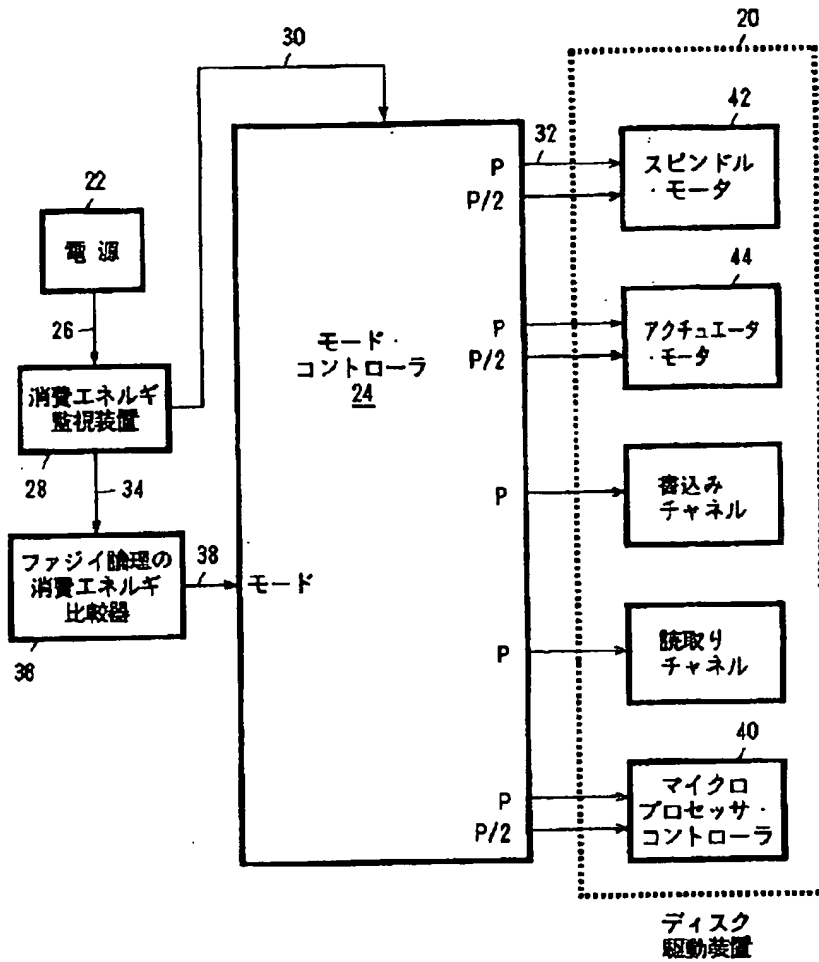 20
30
42
P
32
スピンドル
・モータ
P/2
22
電 源
44
26
P
アクチュエータ
・モータ
モード・
コントローラ
24
P/2
消費エネルギ
監視装置
28
34
P
書込み
チャネル
ファジイ論理の
消費エネルギ
比較器
38
モード
36
P
読取り
チャネル
40
P
マイクロ
プロセッサ・
コントローラ
P/2
ディスク
駆動装置